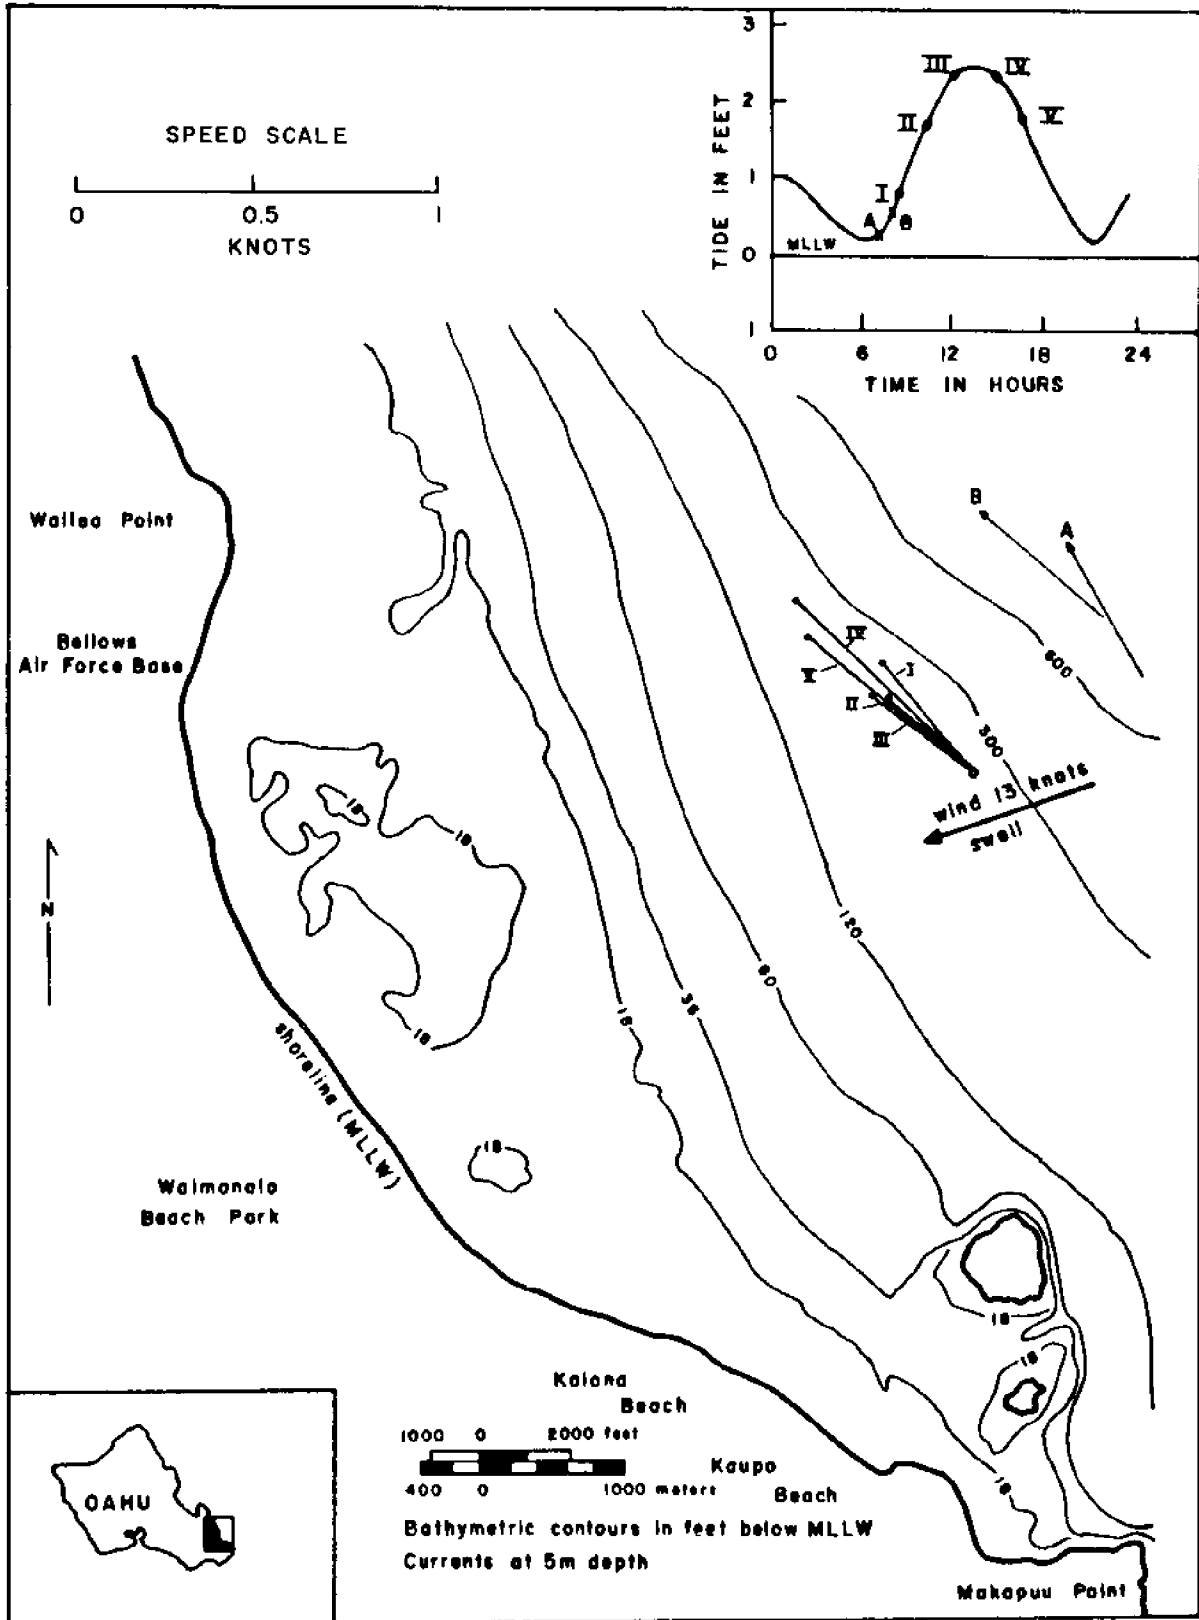 SPEED SCALE
0 0.5 1
KNOTS
TIDE IN FEET
3
2
1
0
1
MLLW
A B I II III IV V
0 6 12 18 24
TIME IN HOURS
Wailea Point
Bellows
Air Force Base
B
A
IV
I
V
II
III
600
300
wind 13 knots
swell
N
18
18
18
120
90
36
18
shoreline (MLLW)
18
Waimanalo
Beach Park
18
18
18
Kaiona
Beach
1000 0 2000 feet
400 0 1000 meters
Kaupo
Beach
Bathymetric contours in feet below MLLW
Currents at 5m depth
OAHU
Makapuu Point